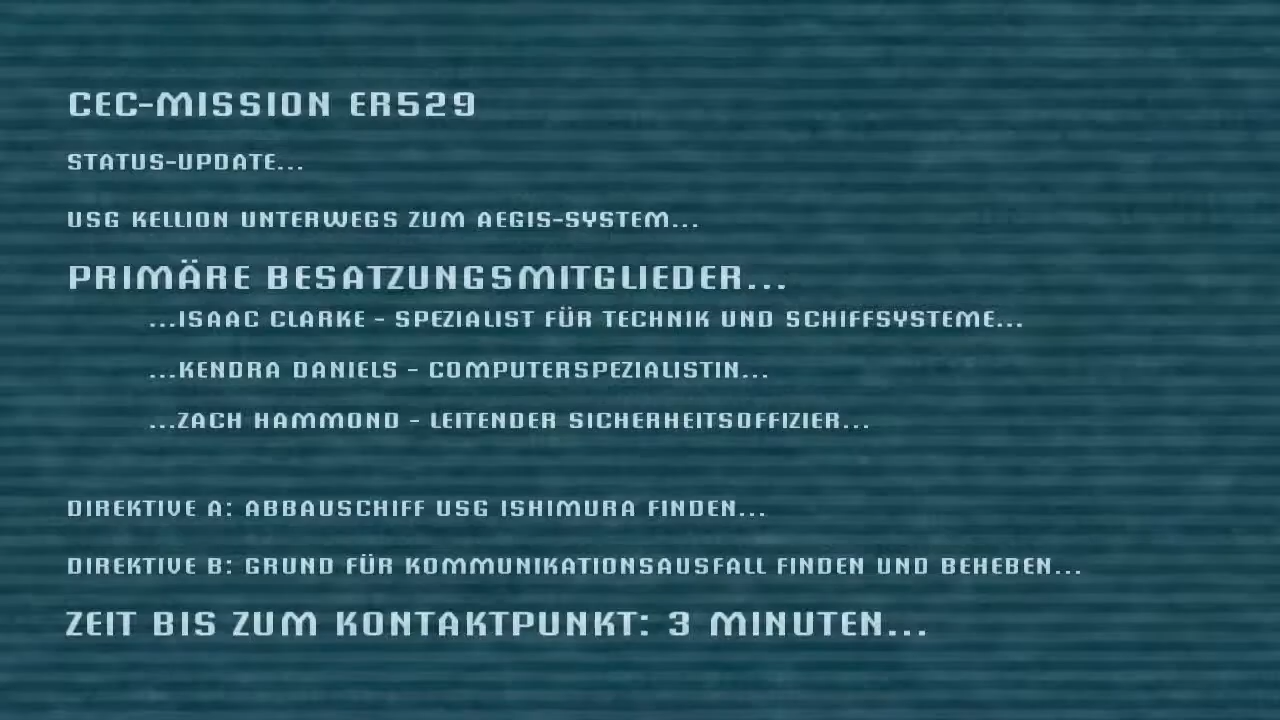 CEC-MISSION ER529
STATUS-UPDATE...
USG KELLION UNTERWEGS ZUM AEGIS-SYSTEM...
PRIMÄRE BESATZUNGSMITGLIEDER...
...ISAAC CLARKE - SPEZIALIST FÜR TECHNIK UND SCHIFFSYSTEME...
...KENDRA DANIELS - COMPUTERSPEZIALISTIN...
...ZACH HAMMOND - LEITENDER SICHERHEITSOFFIZIER...
DIREKTIVE A: ABBAUSCHIFF USG ISHIMURA FINDEN...
DIREKTIVE B: GRUND FÜR KOMMUNIKATIONSAUSFALL FINDEN UND BEHEBEN...
ZEIT BIS ZUM KONTAKTPUNKT: 3 MINUTEN...